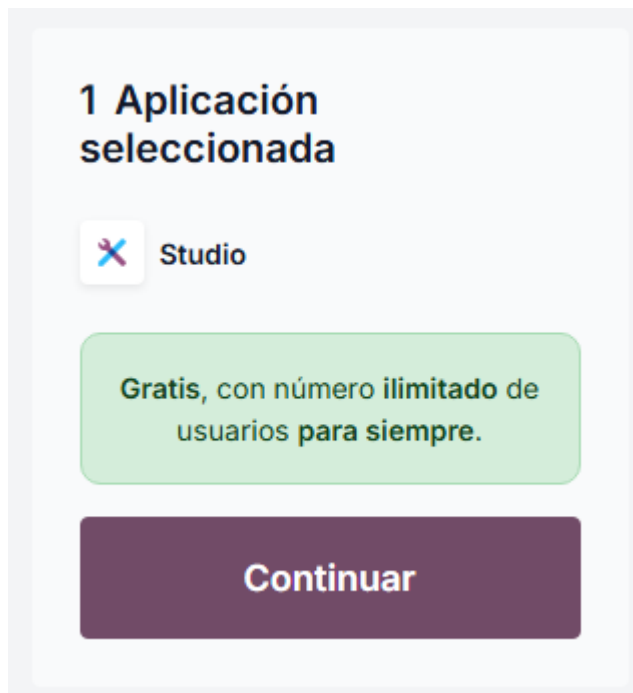 1 Aplicación
seleccionada
Studio
Gratis, con número ilimitado de
usuarios para siempre.
Continuar